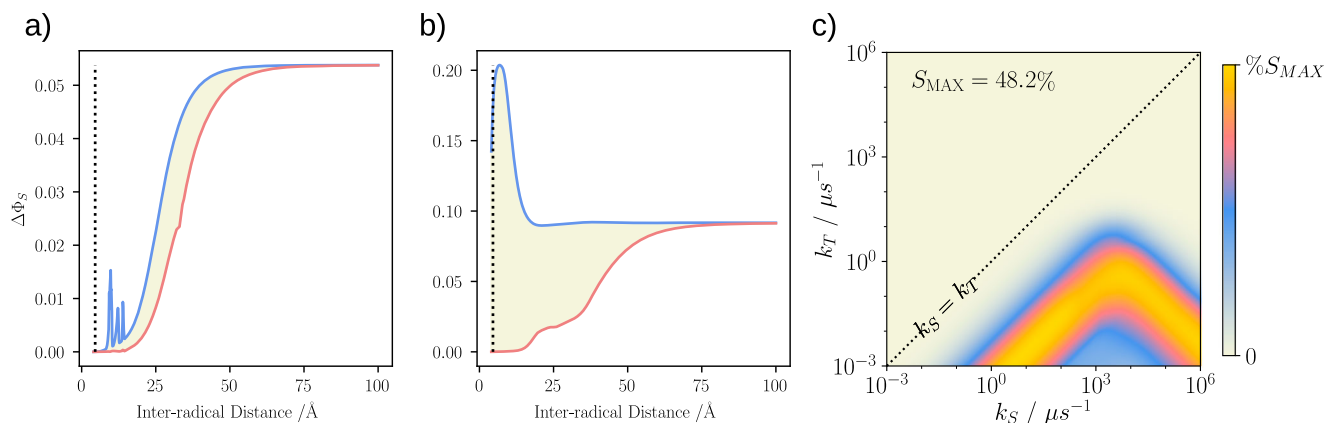 a)
0.05
0.04
0.03
0.02
0.01
0.00
ΔΦ_S
0
25
50
75
100
Inter-radical Distance /Å
b)
0.20
0.15
0.10
0.05
0.00
0
25
50
75
100
Inter-radical Distance /Å
c)
10^6
10^3
10^0
10^−3
k_T / μs^−1
S_MAX = 48.2%
k_S = k_T
10^−3
10^0
10^3
10^6
k_S / μs^−1
%S_MAX
0